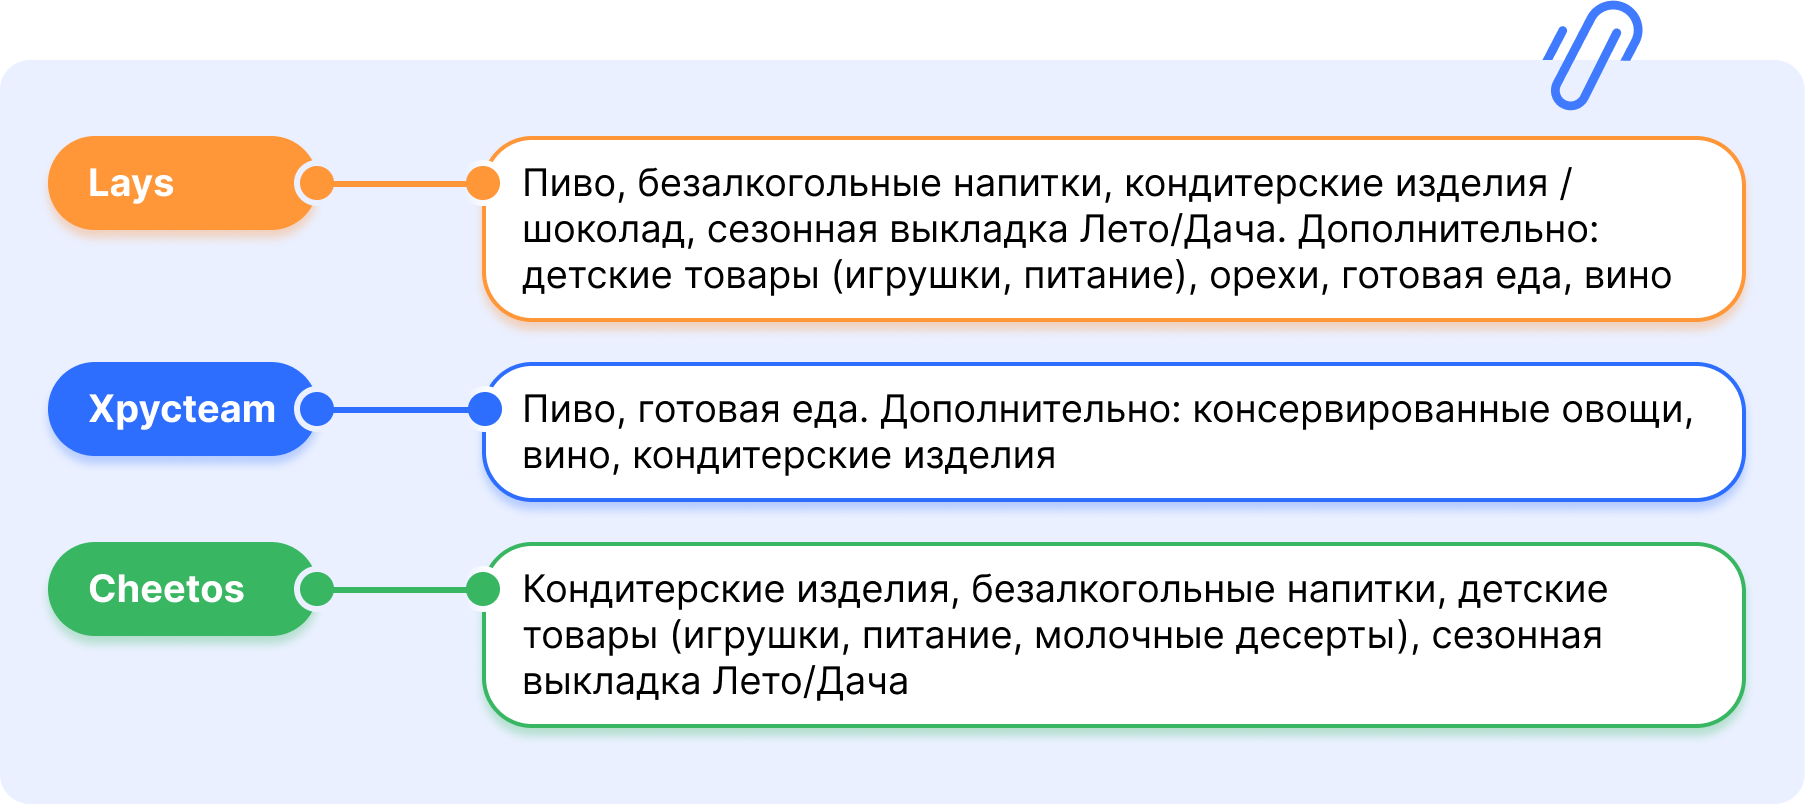 Lays
Пиво, безалкогольные напитки, кондитерские изделия /
шоколад, сезонная выкладка Лето/Дача. Дополнительно:
детские товары (игрушки, питание), орехи, готовая еда, вино
Хрусteam
Пиво, готовая еда. Дополнительно: консервированные овощи,
вино, кондитерские изделия
Cheetos
Кондитерские изделия, безалкогольные напитки, детские
товары (игрушки, питание, молочные десерты), сезонная
выкладка Лето/Дача